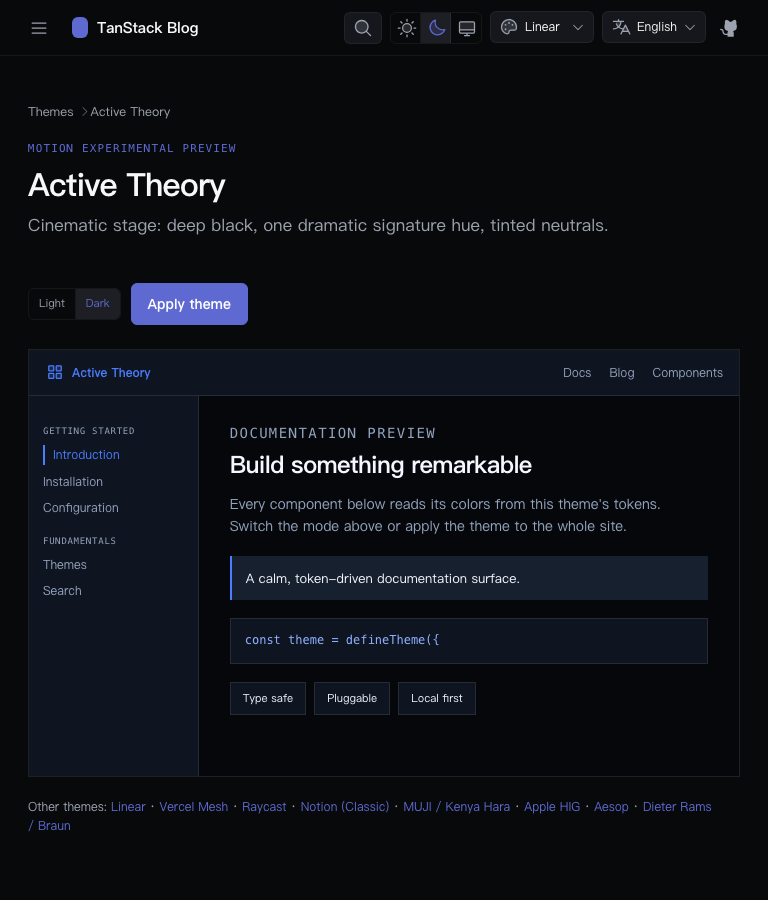 TanStack Blog
Linear
English
Themes
Active Theory
MOTION EXPERIMENTAL PREVIEW
Active Theory
Cinematic stage: deep black, one dramatic signature hue, tinted neutrals.
Light
Dark
Apply theme
Active Theory
Docs
Blog
Components
GETTING STARTED
Introduction
Installation
Configuration
FUNDAMENTALS
Themes
Search
DOCUMENTATION PREVIEW
Build something remarkable
Every component below reads its colors from this theme's tokens.
Switch the mode above or apply the theme to the whole site.
A calm, token-driven documentation surface.
const theme = defineTheme({
Type safe
Pluggable
Local first
Other themes: Linear · Vercel Mesh · Raycast · Notion (Classic) · MUJI / Kenya Hara · Apple HIG · Aesop · Dieter Rams
/ Braun